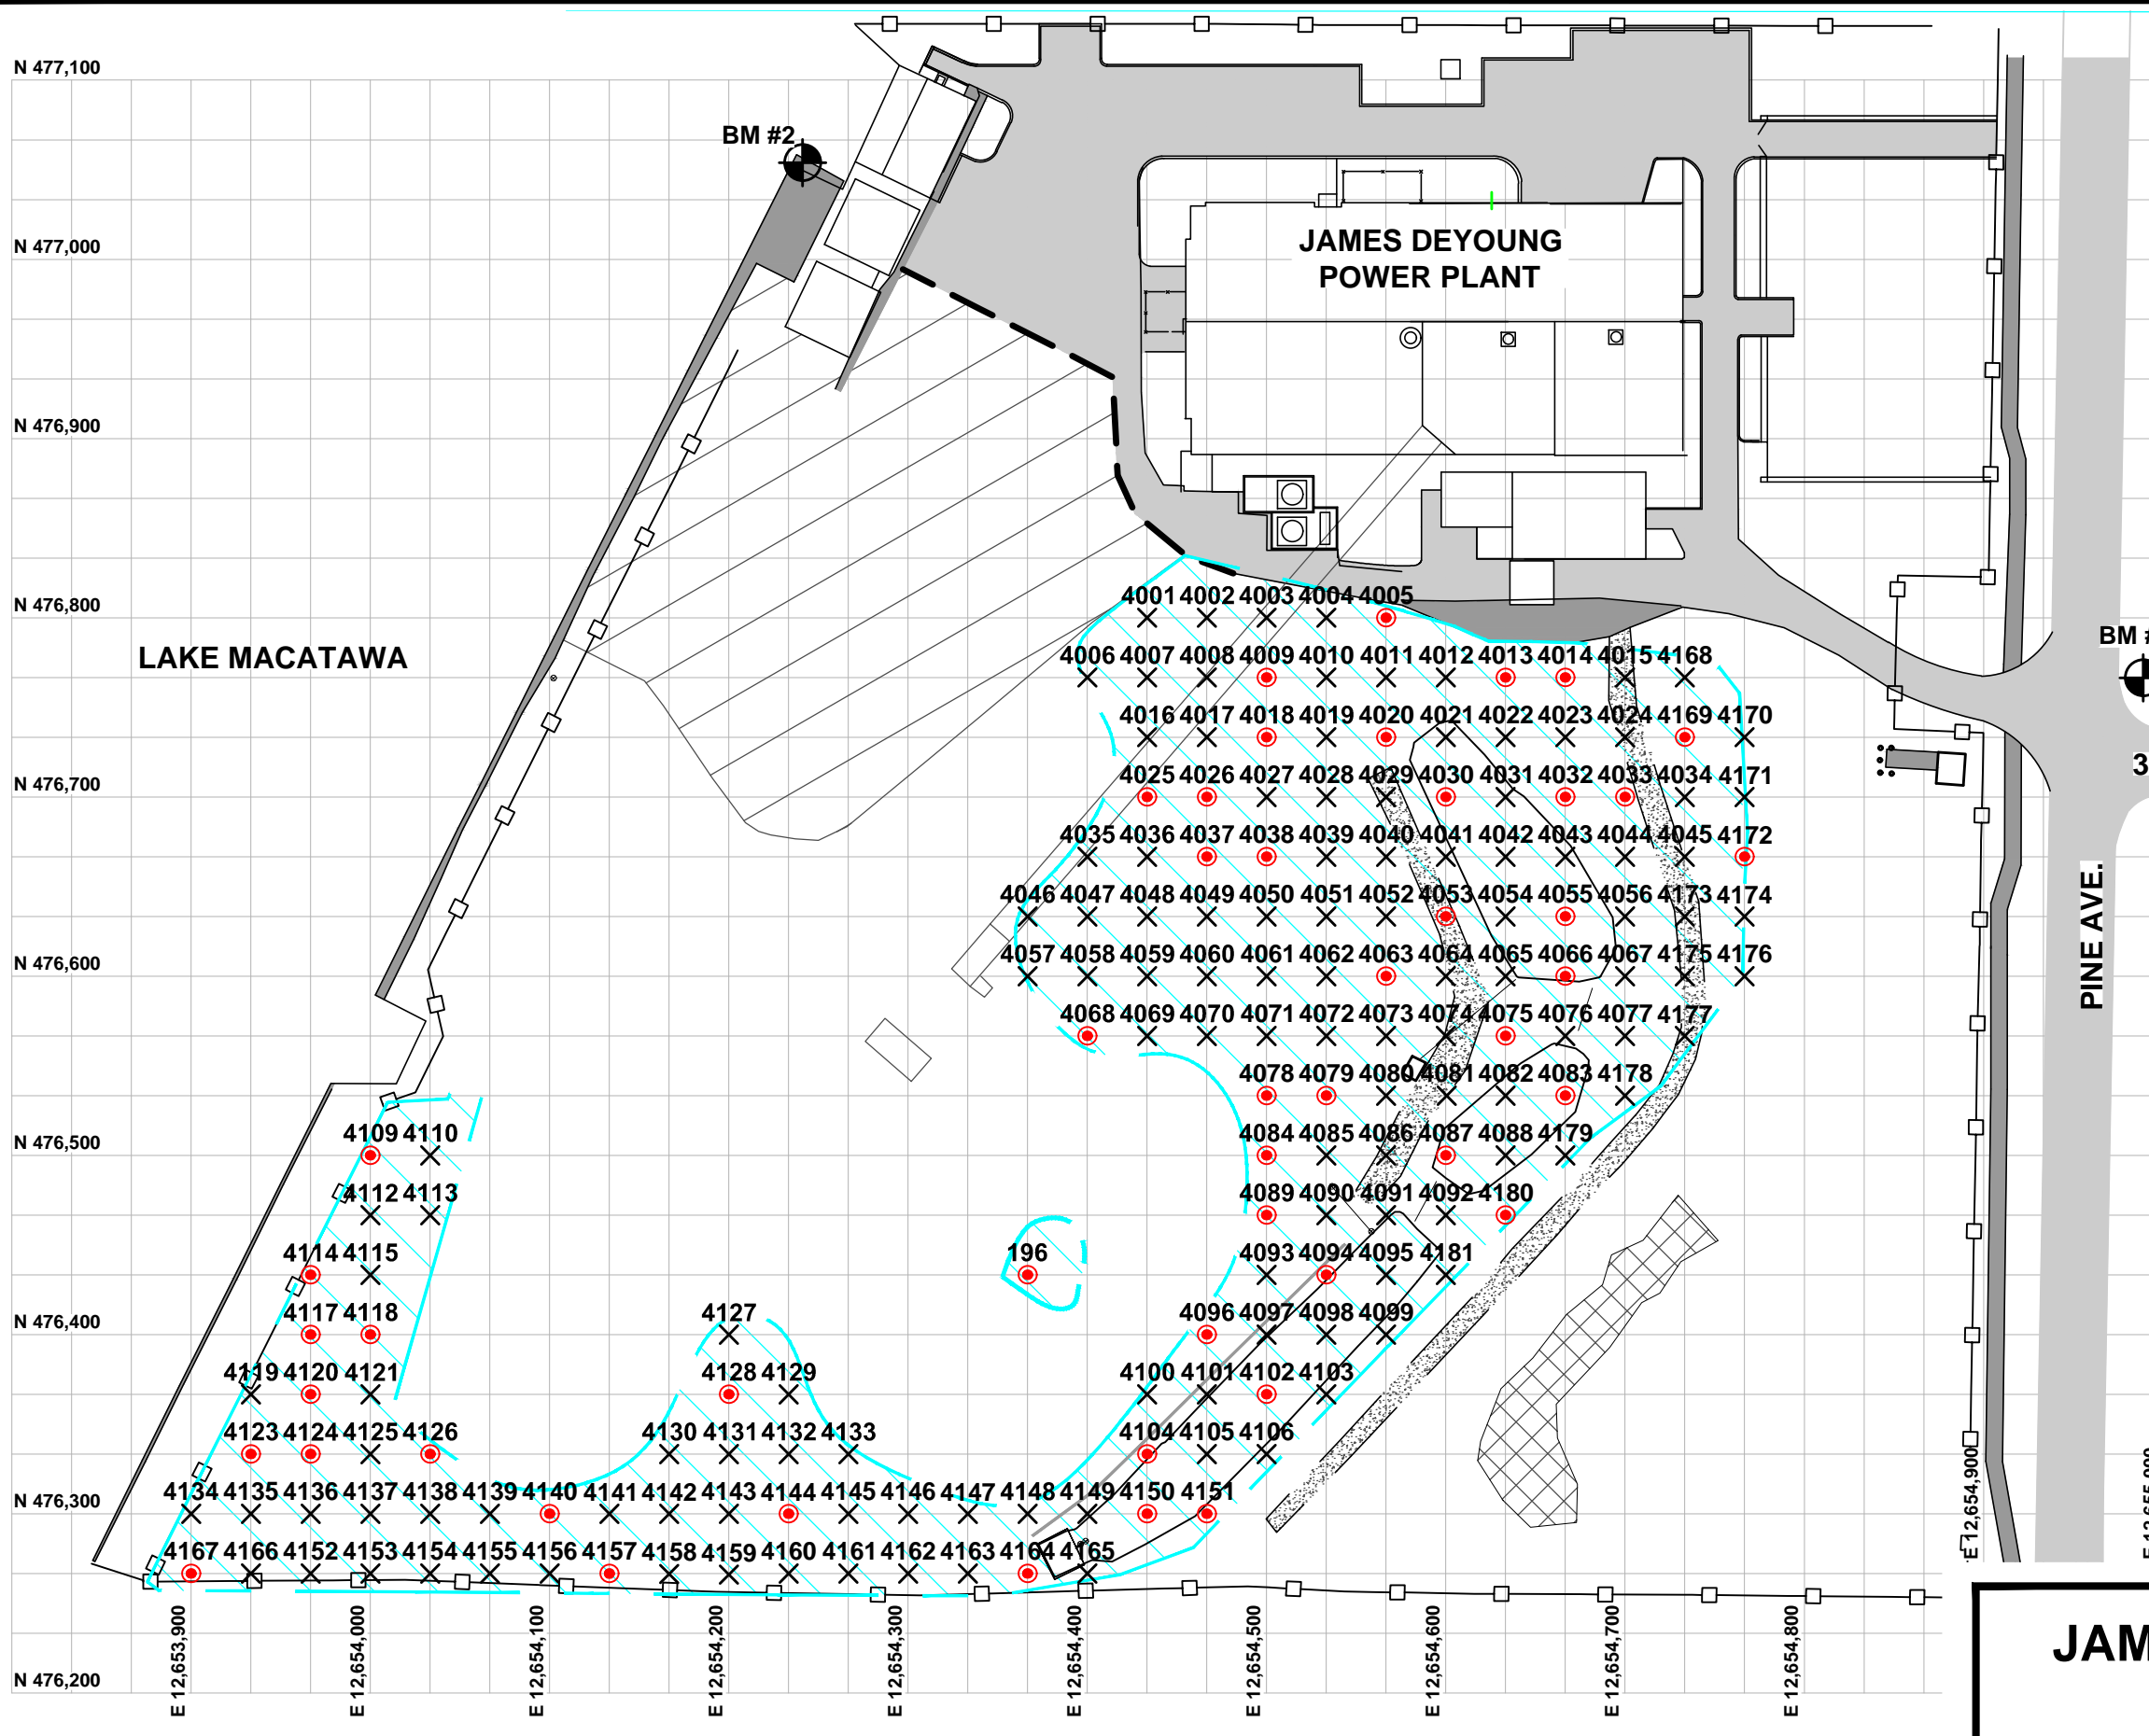 N 477,100
BM #2
N 477,000
JAMES DEYOUNG
POWER PLANT
N 476,900
N 476,800
4001 4002 4003 4004 4005
LAKE MACATAWA
4006 4007 4008 4009 4010 4011 4012 4013 4014 4015 4168
BM #
4016 4017 4018 4019 4020 4021 4022 4023 4024 4169 4170
3
N 476,700
4025 4026 4027 4028 4029 4030 4031 4032 4033 4034 4171
4035 4036 4037 4038 4039 4040 4041 4042 4043 4044 4045 4172
4046 4047 4048 4049 4050 4051 4052 4053 4054 4055 4056 4173 4174
PINE AVE.
N 476,600
4057 4058 4059 4060 4061 4062 4063 4064 4065 4066 4067 4175 4176
4068 4069 4070 4071 4072 4073 4074 4075 4076 4077 4177
4078 4079 4080 4081 4082 4083 4178
N 476,500
4109 4110 4084 4085 4086 4087 4088 4179
4112 4113 4089 4090 4091 4092 4180
4114 4115 196 4093 4094 4095 4181
N 476,400
4117 4118 4127 4096 4097 4098 4099
4119 4120 4121 4128 4129 4100 4101 4102 4103
4123 4124 4125 4126 4130 4131 4132 4133 4104 4105 4106
N 476,300
4134 4135 4136 4137 4138 4139 4140 4141 4142 4143 4144 4145 4146 4147 4148 4149 4150 4151
4167 4166 4152 4153 4154 4155 4156 4157 4158 4159 4160 4161 4162 4163 4164 4165
E 12,654,900
N 476,200
E 12,653,900
E 12,654,000
E 12,654,100
E 12,654,200
E 12,654,300
E 12,654,400
E 12,654,500
E 12,654,600
E 12,654,700
E 12,654,800
JAM